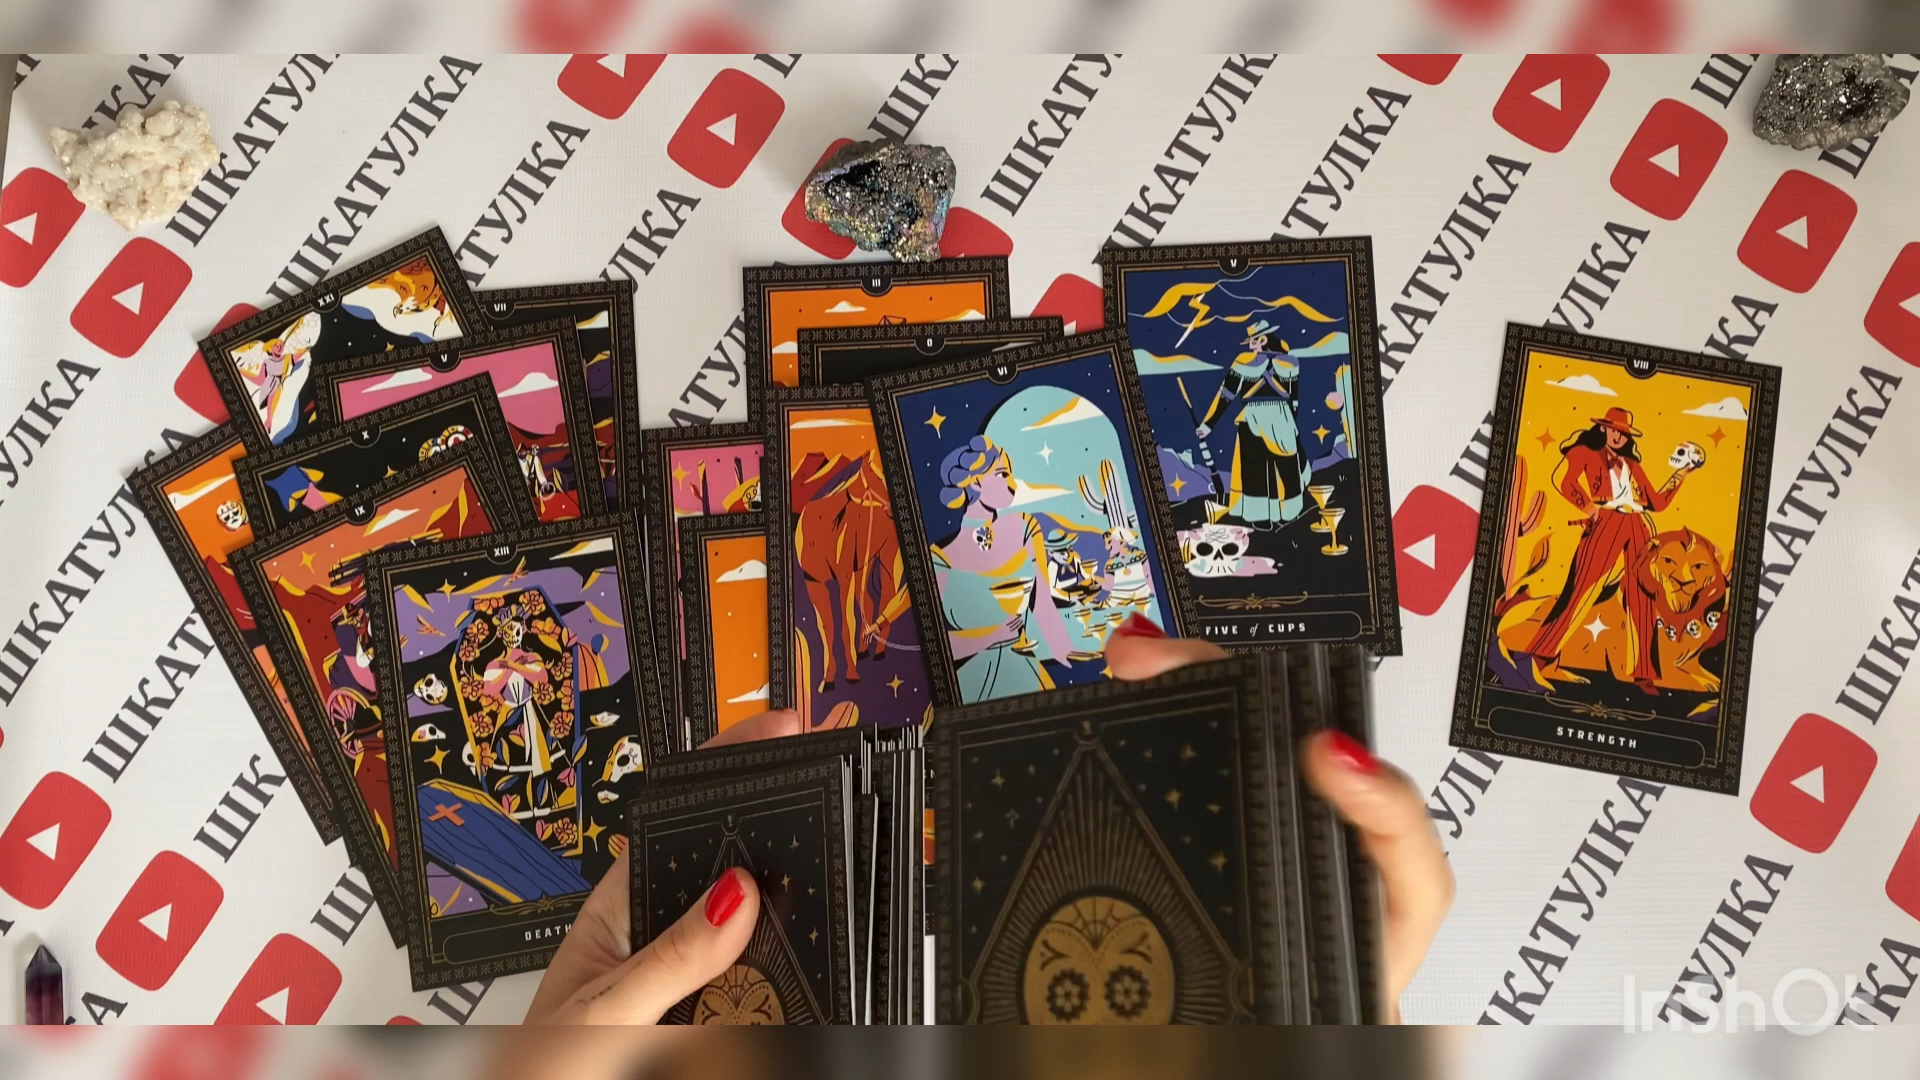 ШКАТУЛКА
XXI
VII
V
X
IX
XIII
DEATH
III
0
VI
V
FIVE of CUPS
VIII
STRENGTH
InShOt